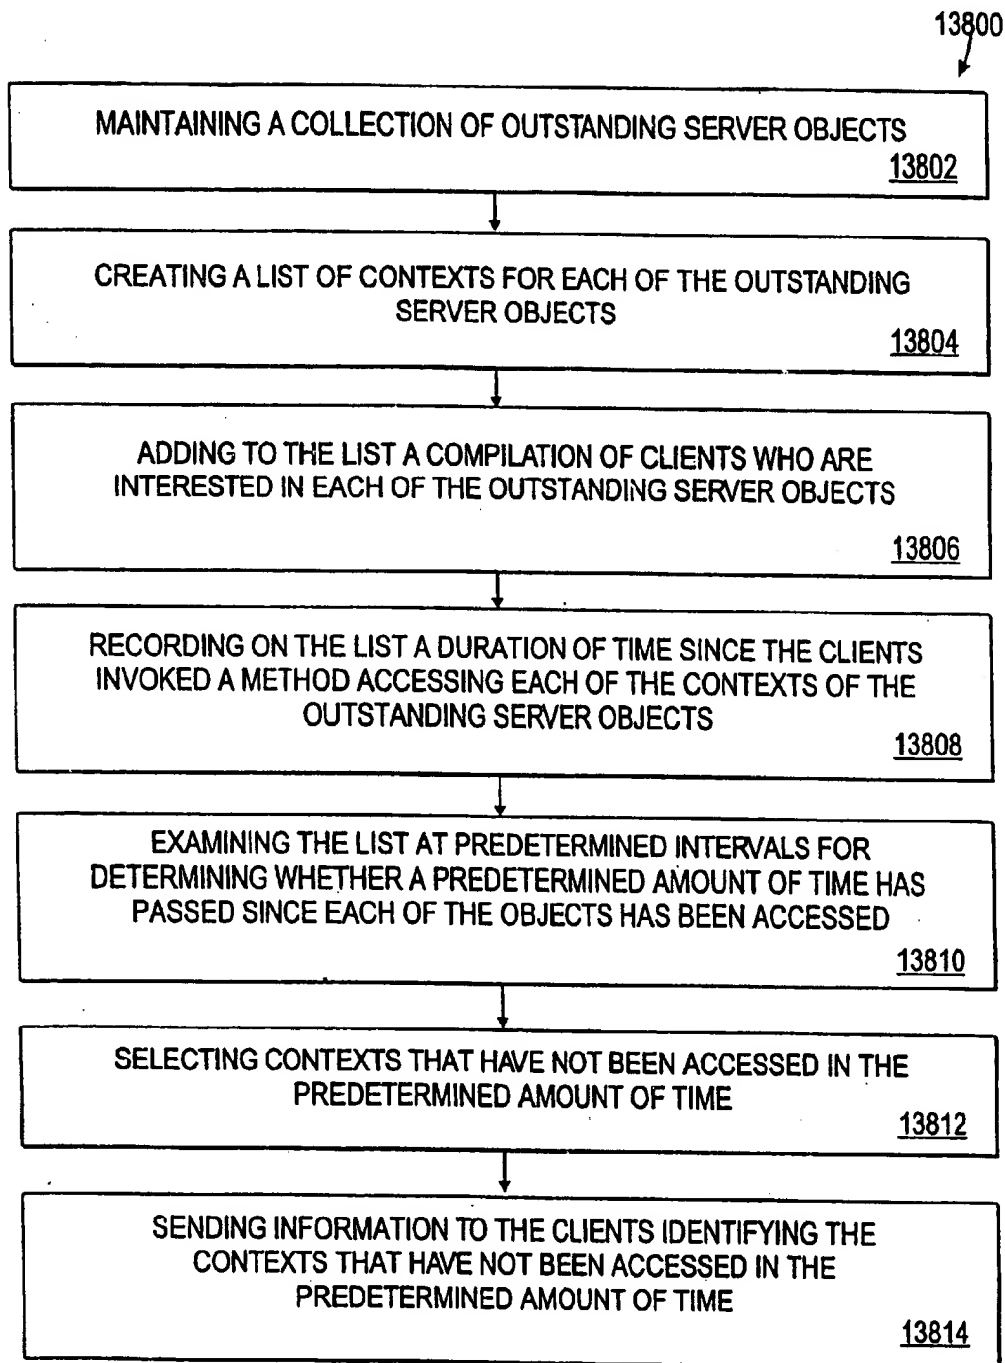 13800
MAINTAINING A COLLECTION OF OUTSTANDING SERVER OBJECTS
13802
CREATING A LIST OF CONTEXTS FOR EACH OF THE OUTSTANDING
SERVER OBJECTS
13804
ADDING TO THE LIST A COMPILATION OF CLIENTS WHO ARE
INTERESTED IN EACH OF THE OUTSTANDING SERVER OBJECTS
13806
RECORDING ON THE LIST A DURATION OF TIME SINCE THE CLIENTS
INVOKED A METHOD ACCESSING EACH OF THE CONTEXTS OF THE
OUTSTANDING SERVER OBJECTS
13808
EXAMINING THE LIST AT PREDETERMINED INTERVALS FOR
DETERMINING WHETHER A PREDETERMINED AMOUNT OF TIME HAS
PASSED SINCE EACH OF THE OBJECTS HAS BEEN ACCESSED
13810
SELECTING CONTEXTS THAT HAVE NOT BEEN ACCESSED IN THE
PREDETERMINED AMOUNT OF TIME
13812
SENDING INFORMATION TO THE CLIENTS IDENTIFYING THE
CONTEXTS THAT HAVE NOT BEEN ACCESSED IN THE
PREDETERMINED AMOUNT OF TIME
13814